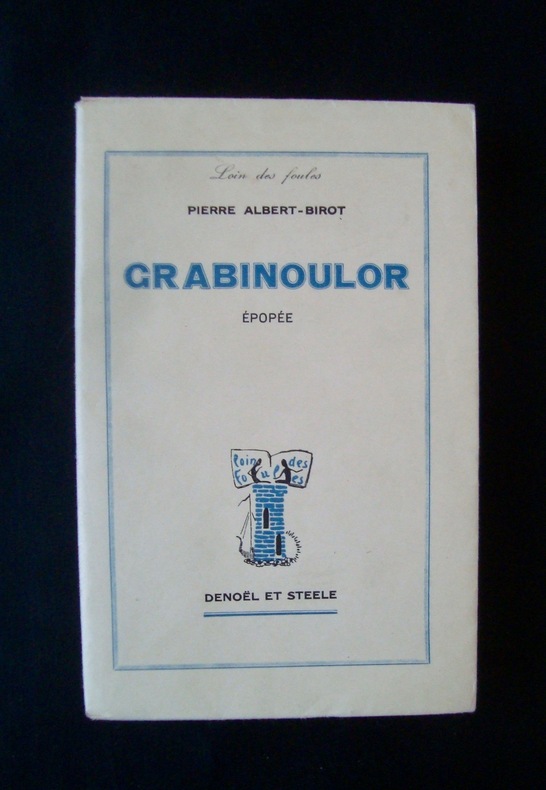 Loin des foules
PIERRE ALBERT-BIROT
GRABINOULOR
ÉPOPÉE
loin des
foules
DENOËL ET STEELE